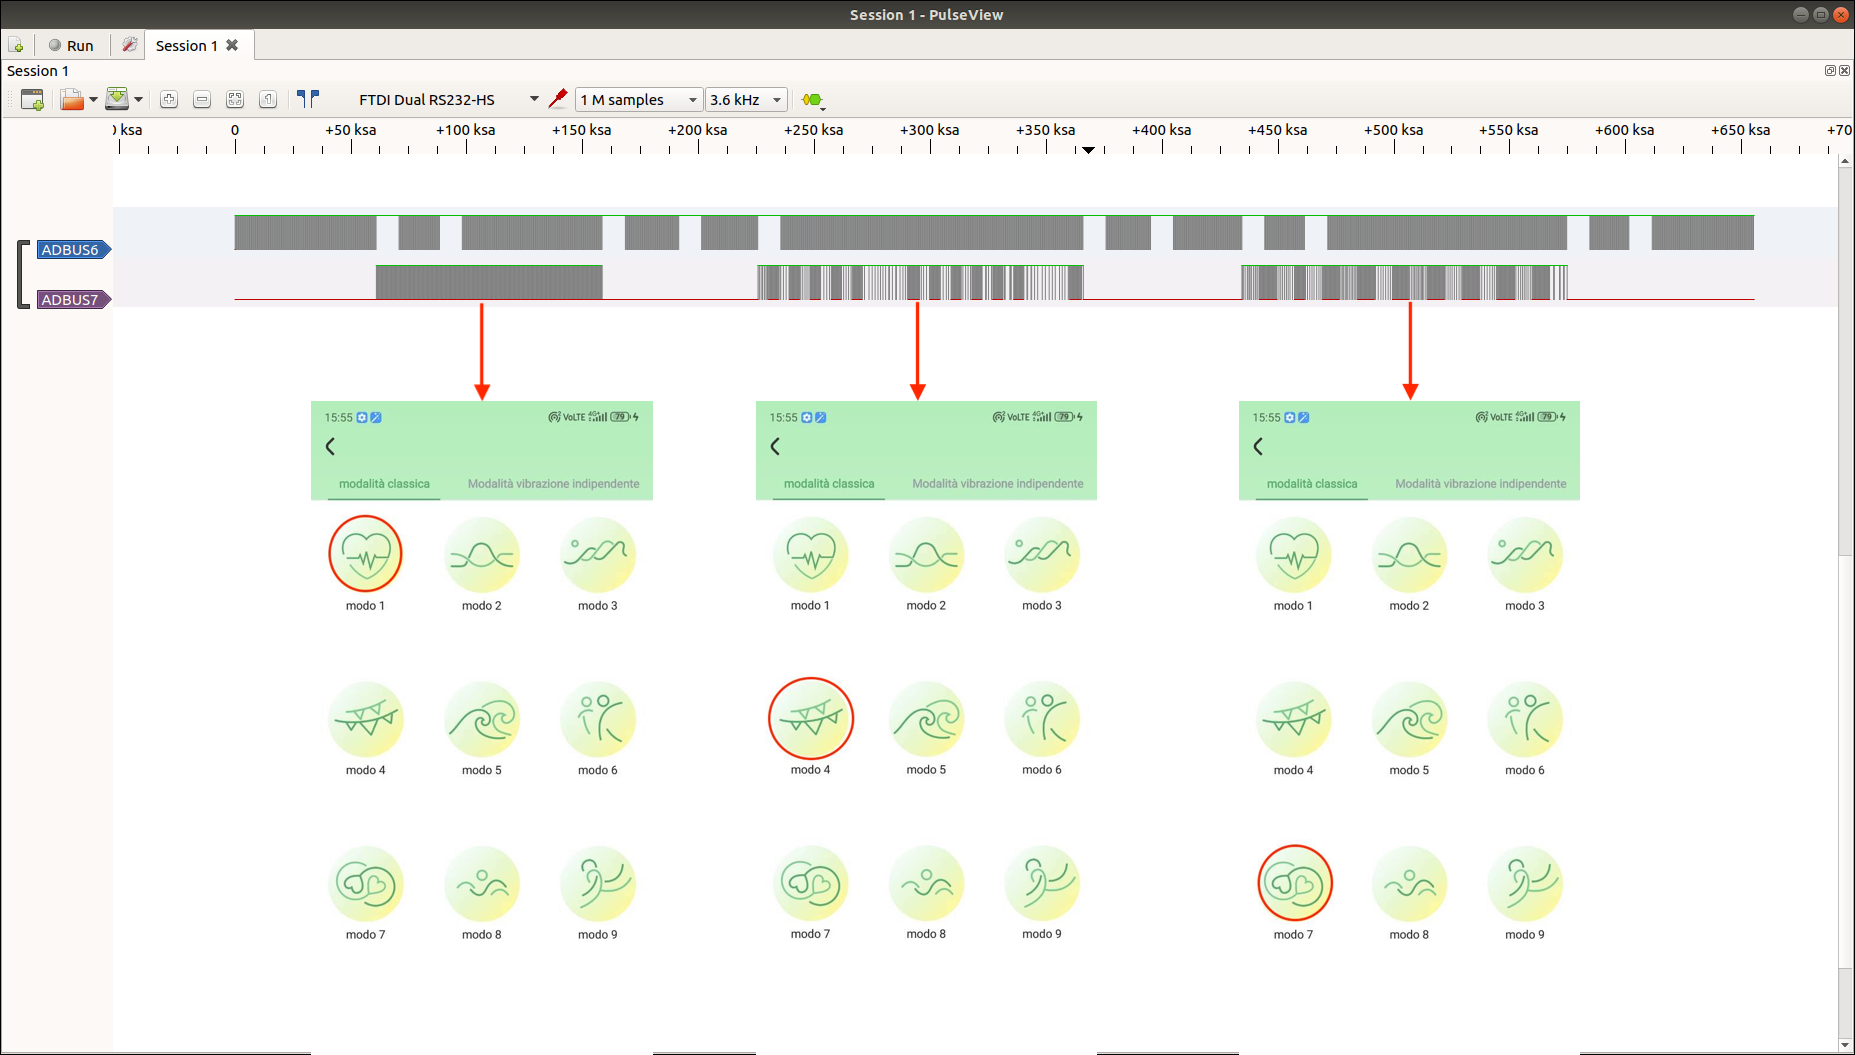 Session 1 - PulseView
Run
Session 1
Session 1
FTDI Dual RS232-HS
1 M samples
3.6 kHz
0 ksa 0 +50 ksa +100 ksa +150 ksa +200 ksa +250 ksa +300 ksa +350 ksa +400 ksa +450 ksa +500 ksa +550 ksa +600 ksa +650 ksa +70
ADBUS6
ADBUS7
15:55 VoLTE 4G 79
modalità classica Modalità vibrazione indipendente
modo 1 modo 2 modo 3
modo 4 modo 5 modo 6
modo 7 modo 8 modo 9
15:55 VoLTE 4G 79
modalità classica Modalità vibrazione indipendente
modo 1 modo 2 modo 3
modo 4 modo 5 modo 6
modo 7 modo 8 modo 9
15:55 VoLTE 4G 79
modalità classica Modalità vibrazione indipendente
modo 1 modo 2 modo 3
modo 4 modo 5 modo 6
modo 7 modo 8 modo 9